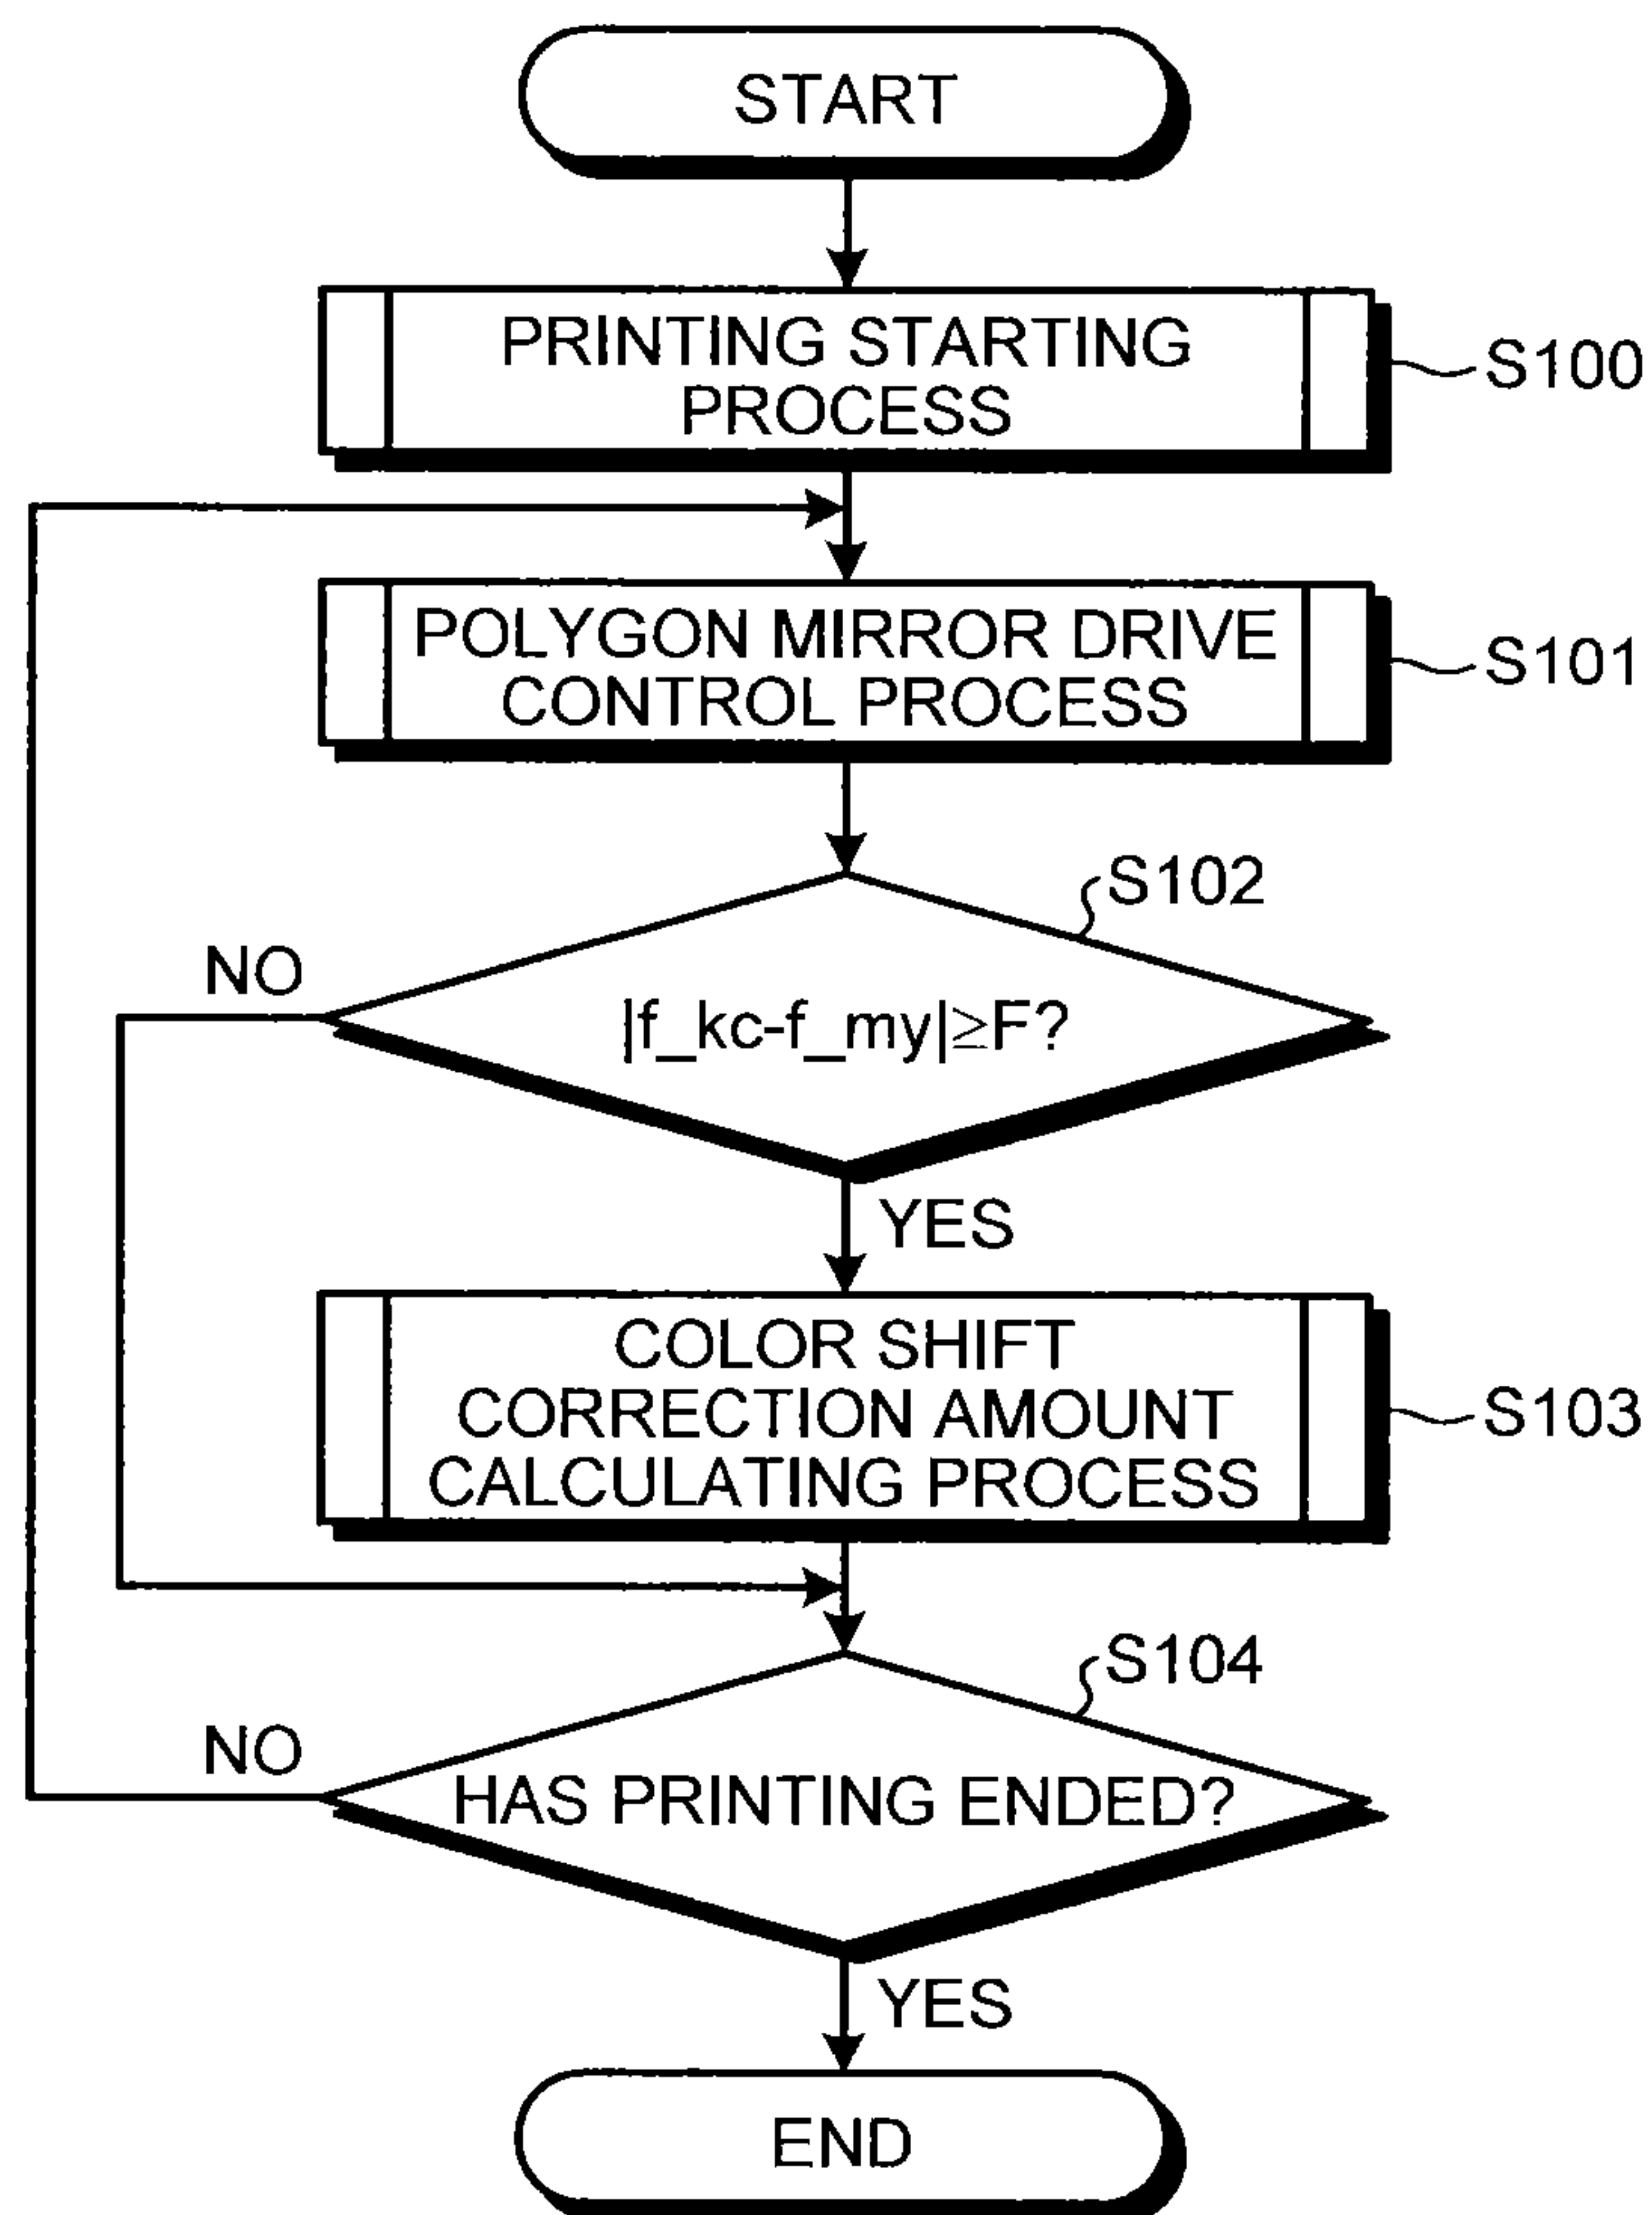 START
PRINTING STARTING
PROCESS
S100
POLYGON MIRROR DRIVE
CONTROL PROCESS
S101
S102
NO
|f_kc-f_my|≥F?
YES
COLOR SHIFT
CORRECTION AMOUNT
CALCULATING PROCESS
S103
S104
NO
HAS PRINTING ENDED?
YES
END